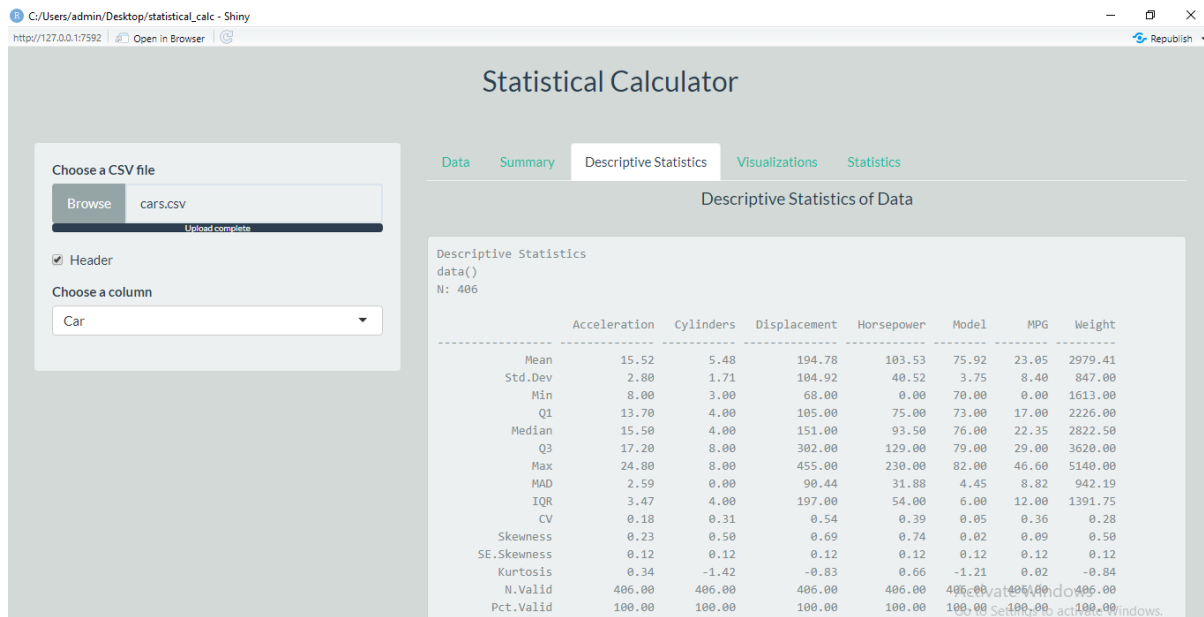 C:/Users/admin/Desktop/statistical_calc - Shiny
http://127.0.0.1:7592 Open in Browser Republish
Statistical Calculator
Choose a CSV file
Browse cars.csv
Upload complete
Header
Choose a column
Car
Data Summary Descriptive Statistics Visualizations Statistics
Descriptive Statistics of Data
Descriptive Statistics
data()
N: 406
Acceleration Cylinders Displacement Horsepower Model MPG Weight
----------------- -------------- ----------- -------------- ------------ -------- -------- ---------
Mean 15.52 5.48 194.78 103.53 75.92 23.05 2979.41
Std.Dev 2.80 1.71 104.92 40.52 3.75 8.40 847.00
Min 8.00 3.00 68.00 0.00 70.00 0.00 1613.00
Q1 13.70 4.00 105.00 75.00 73.00 17.00 2226.00
Median 15.50 4.00 151.00 93.50 76.00 22.35 2822.50
Q3 17.20 8.00 302.00 129.00 79.00 29.00 3620.00
Max 24.80 8.00 455.00 230.00 82.00 46.60 5140.00
MAD 2.59 0.00 90.44 31.88 4.45 8.82 942.19
IQR 3.47 4.00 197.00 54.00 6.00 12.00 1391.75
CV 0.18 0.31 0.54 0.39 0.05 0.36 0.28
Skewness 0.23 0.50 0.69 0.74 0.02 0.09 0.50
SE.Skewness 0.12 0.12 0.12 0.12 0.12 0.12 0.12
Kurtosis 0.34 -1.42 -0.83 0.66 -1.21 0.02 -0.84
N.Valid 406.00 406.00 406.00 406.00 406.00 406.00 406.00
Pct.Valid 100.00 100.00 100.00 100.00 100.00 100.00 100.00
Activate Windows
Go to Settings to activate Windows.